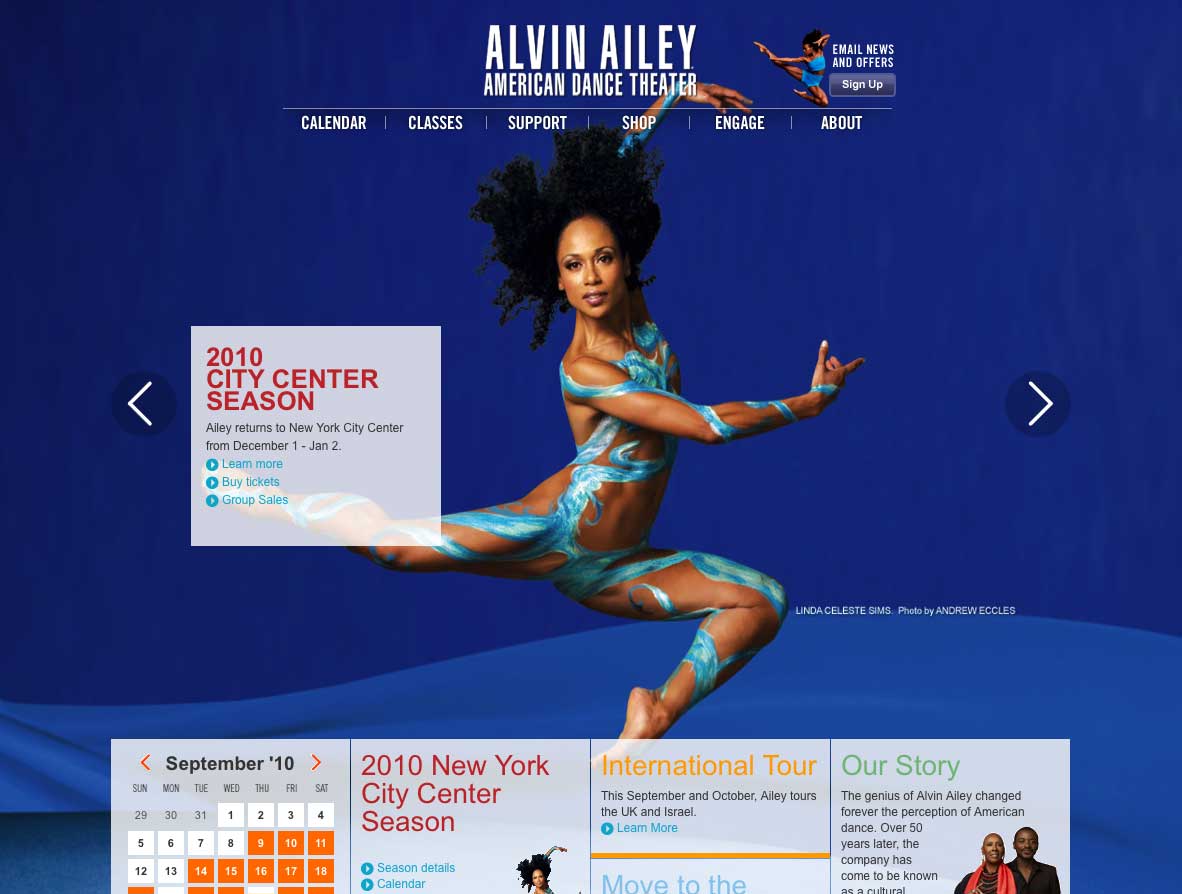 ALVIN AILEY
AMERICAN DANCE THEATER
EMAIL NEWS
AND OFFERS
Sign Up
CALENDAR CLASSES SUPPORT SHOP ENGAGE ABOUT
2010
CITY CENTER
SEASON
Ailey returns to New York City Center
from December 1 - Jan 2.
Learn more
Buy tickets
Group Sales
LINDA CELESTE SIMS. Photo by ANDREW ECCLES
September '10
SUN MON TUE WED THU FRI SAT
29 30 31 1 2 3 4
5 6 7 8 9 10 11
12 13 14 15 16 17 18
2010 New York
City Center
Season
Season details
Calendar
International Tour
This September and October, Ailey tours
the UK and Israel.
Learn More
Move to the
Our Story
The genius of Alvin Ailey changed
forever the perception of American
dance. Over 50
years later, the
company has
come to be known
as a cultural